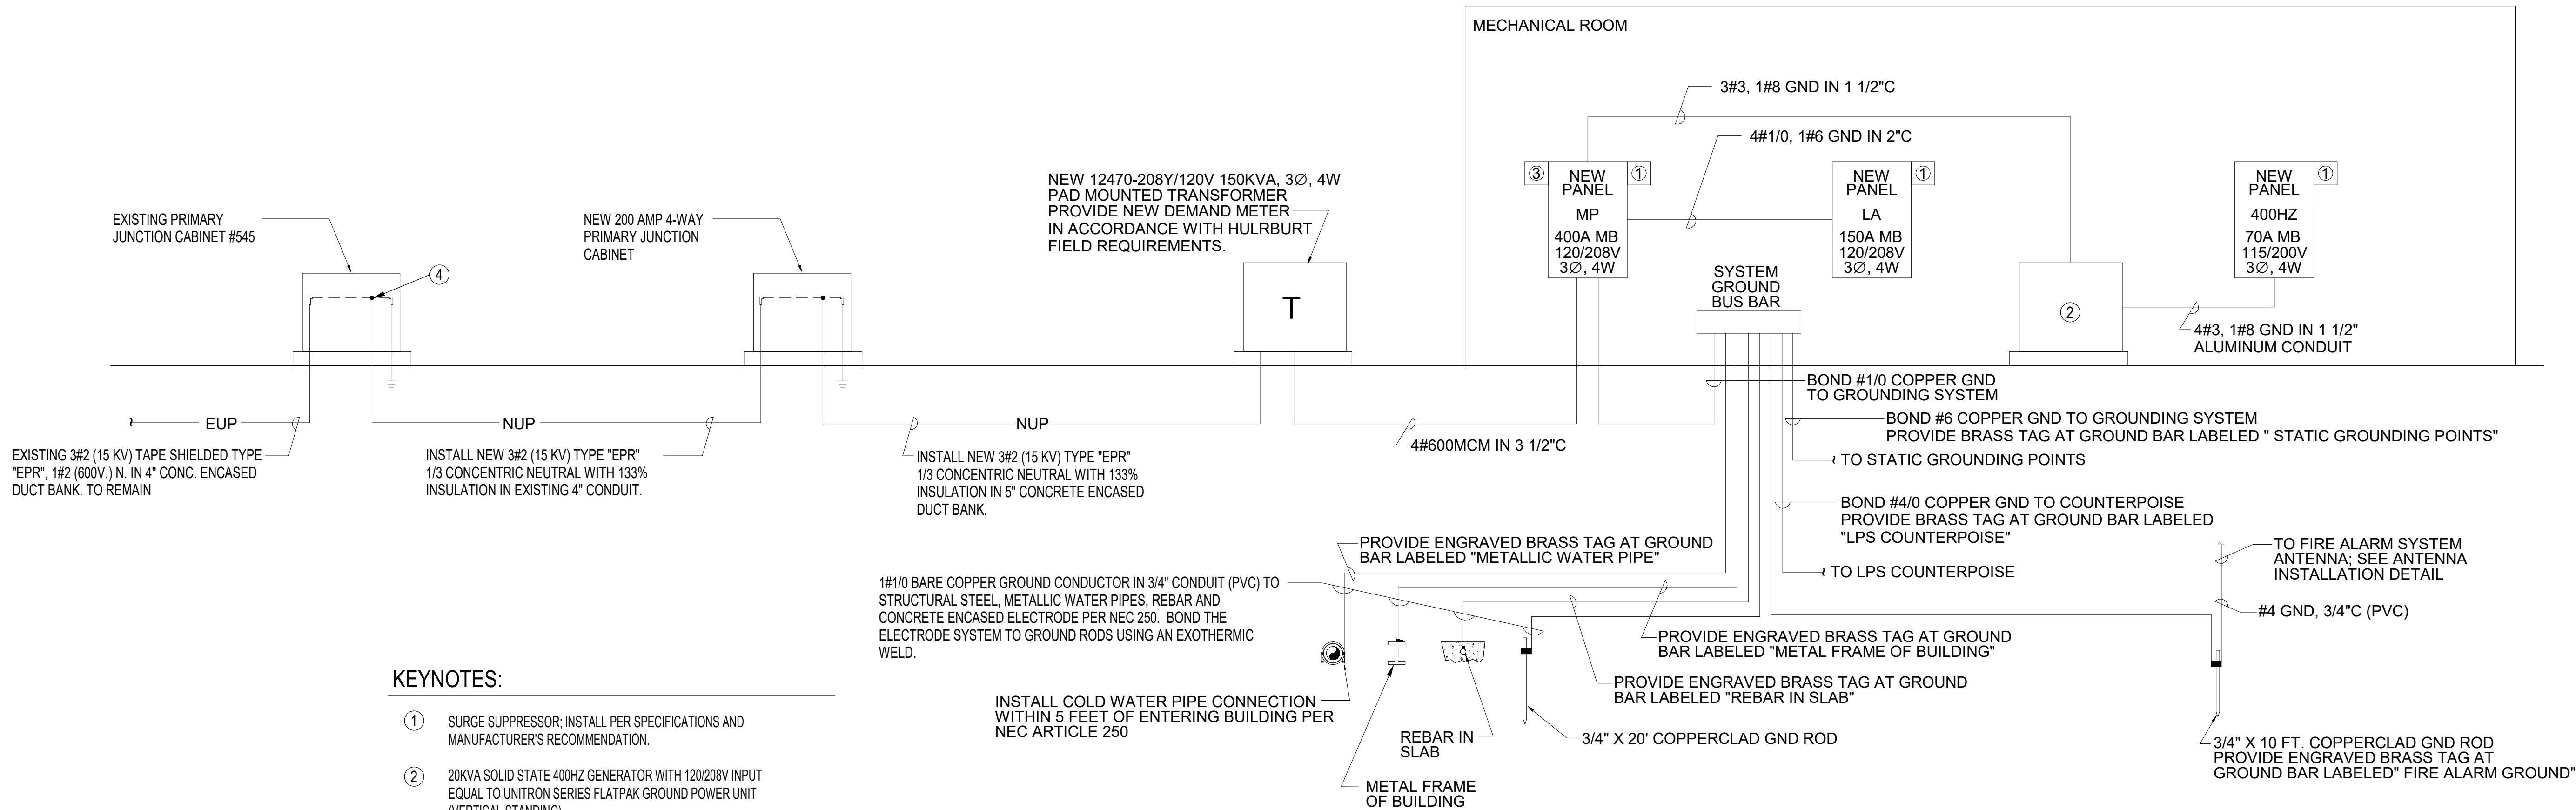 MECHANICAL ROOM
3#3, 1#8 GND IN 1 1/2"C
4#1/0, 1#6 GND IN 2"C
EXISTING PRIMARY
JUNCTION CABINET #545
4
NEW 200 AMP 4-WAY
PRIMARY JUNCTION
CABINET
NEW 12470-208Y/120V 150KVA, 3Ø, 4W
PAD MOUNTED TRANSFORMER
PROVIDE NEW DEMAND METER
IN ACCORDANCE WITH HULRBURT
FIELD REQUIREMENTS.
T
3
NEW
PANEL
MP
400A MB
120/208V
3Ø, 4W
1
NEW
PANEL
LA
150A MB
120/208V
3Ø, 4W
1
NEW
PANEL
400HZ
70A MB
115/200V
3Ø, 4W
1
SYSTEM
GROUND
BUS BAR
2
4#3, 1#8 GND IN 1 1/2"
ALUMINUM CONDUIT
EUP
NUP
NUP
EXISTING 3#2 (15 KV) TAPE SHIELDED TYPE
"EPR", 1#2 (600V.) N. IN 4" CONC. ENCASED
DUCT BANK. TO REMAIN
INSTALL NEW 3#2 (15 KV) TYPE "EPR"
1/3 CONCENTRIC NEUTRAL WITH 133%
INSULATION IN EXISTING 4" CONDUIT.
INSTALL NEW 3#2 (15 KV) TYPE "EPR"
1/3 CONCENTRIC NEUTRAL WITH 133%
INSULATION IN 5" CONCRETE ENCASED
DUCT BANK.
4#600MCM IN 3 1/2"C
BOND #1/0 COPPER GND
TO GROUNDING SYSTEM
BOND #6 COPPER GND TO GROUNDING SYSTEM
PROVIDE BRASS TAG AT GROUND BAR LABELED " STATIC GROUNDING POINTS"
TO STATIC GROUNDING POINTS
BOND #4/0 COPPER GND TO COUNTERPOISE
PROVIDE BRASS TAG AT GROUND BAR LABELED
"LPS COUNTERPOISE"
TO LPS COUNTERPOISE
TO FIRE ALARM SYSTEM
ANTENNA; SEE ANTENNA
INSTALLATION DETAIL
#4 GND, 3/4"C (PVC)
PROVIDE ENGRAVED BRASS TAG AT GROUND
BAR LABELED "METALLIC WATER PIPE"
1#1/0 BARE COPPER GROUND CONDUCTOR IN 3/4" CONDUIT (PVC) TO
STRUCTURAL STEEL, METALLIC WATER PIPES, REBAR AND
CONCRETE ENCASED ELECTRODE PER NEC 250. BOND THE
ELECTRODE SYSTEM TO GROUND RODS USING AN EXOTHERMIC
WELD.
PROVIDE ENGRAVED BRASS TAG AT GROUND
BAR LABELED "METAL FRAME OF BUILDING"
PROVIDE ENGRAVED BRASS TAG AT GROUND
BAR LABELED "REBAR IN SLAB"
INSTALL COLD WATER PIPE CONNECTION
WITHIN 5 FEET OF ENTERING BUILDING PER
NEC ARTICLE 250
REBAR IN
SLAB
METAL FRAME
OF BUILDING
3/4" X 20' COPPERCLAD GND ROD
3/4" X 10 FT. COPPERCLAD GND ROD
PROVIDE ENGRAVED BRASS TAG AT
GROUND BAR LABELED" FIRE ALARM GROUND"
KEYNOTES:
1 SURGE SUPPRESSOR; INSTALL PER SPECIFICATIONS AND
MANUFACTURER'S RECOMMENDATION.
2 20KVA SOLID STATE 400HZ GENERATOR WITH 120/208V INPUT
EQUAL TO UNITRON SERIES FLATPAK GROUND POWER UNIT
(VERTICAL STANDING)